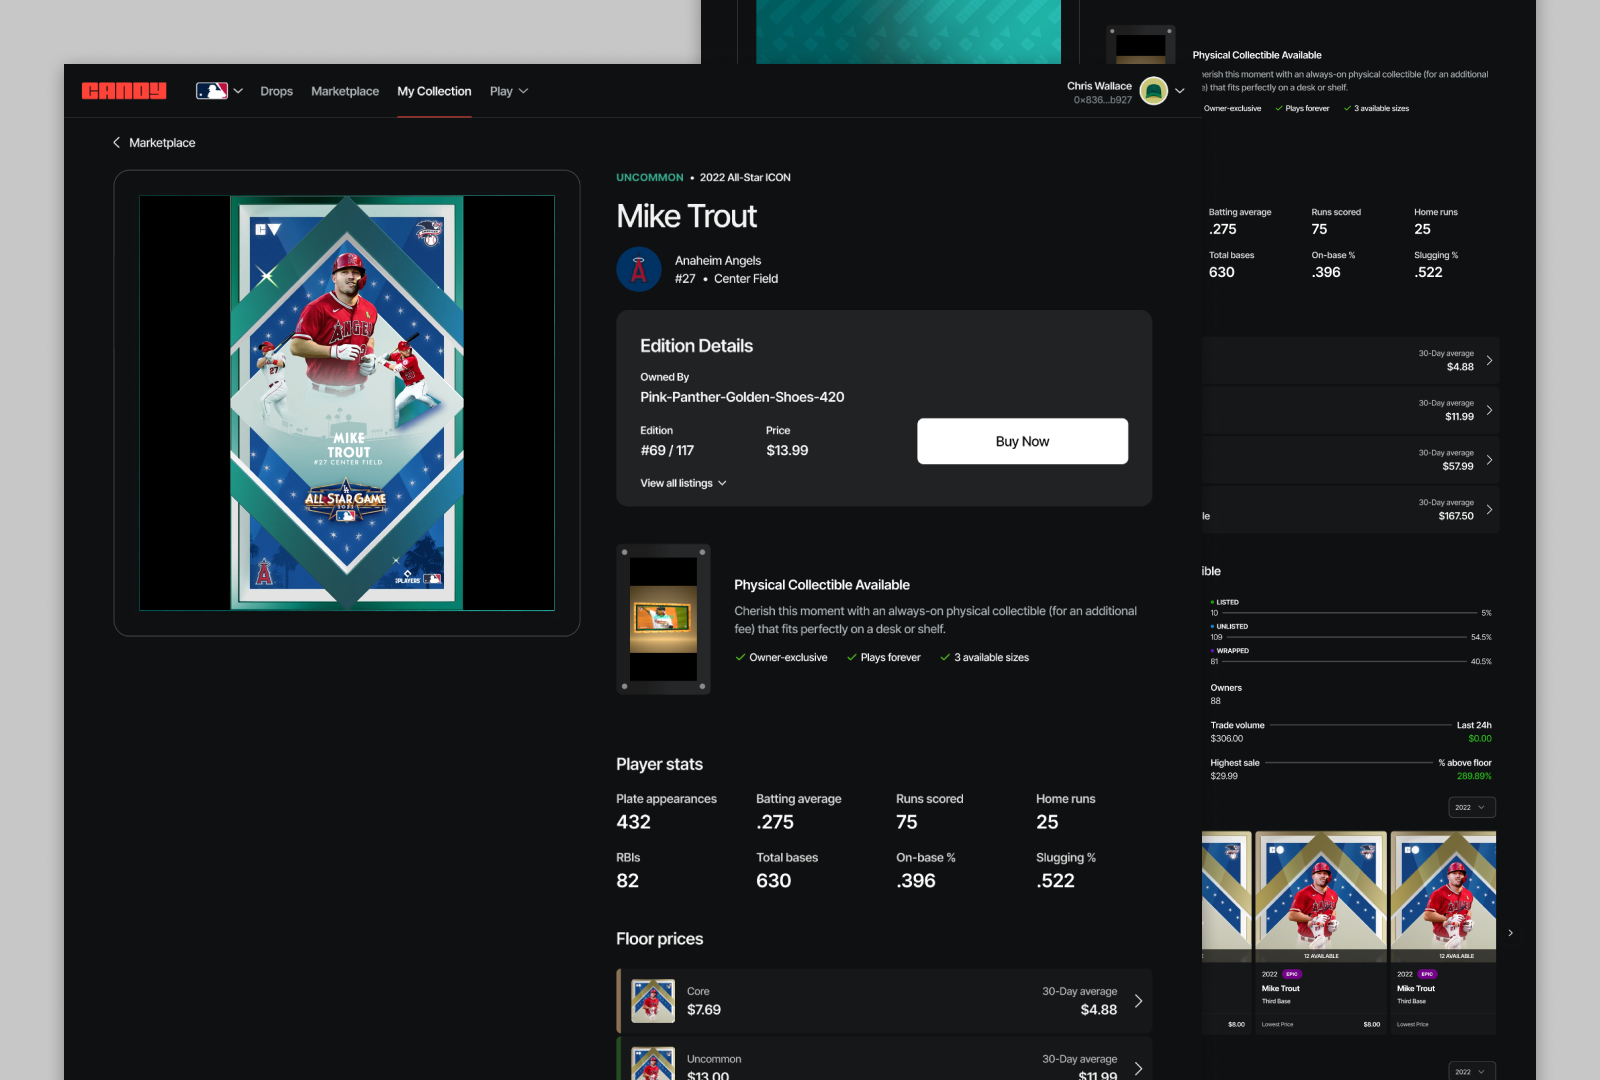 CANDY
Drops
Marketplace
My Collection
Play
Chris Wallace
0×836...b927
Marketplace
ANGELS
27
MIKE
TROUT
#27 CENTER FIELD
ALL STAR GAME
2022
PLAYERS
UNCOMMON • 2022 All-Star ICON
Mike Trout
Anaheim Angels
#27 • Center Field
Edition Details
Owned By
Pink-Panther-Golden-Shoes-420
Edition
#69 / 117
Price
$13.99
Buy Now
View all listings
Physical Collectible Available
Cherish this moment with an always-on physical collectible (for an additional
fee) that fits perfectly on a desk or shelf.
Owner-exclusive
Plays forever
3 available sizes
Player stats
Plate appearances
432
Batting average
.275
Runs scored
75
Home runs
25
RBIs
82
Total bases
630
On-base %
.396
Slugging %
.522
Floor prices
Core
$7.69
30-Day average
$4.88
Uncommon
$13.00
30-Day average
$11.99
Physical Collectible Available
herish this moment with an always-on physical collectible (for an additional
e) that fits perfectly on a desk or shelf.
Owner-exclusive
Plays forever
3 available sizes
Batting average
.275
Runs scored
75
Home runs
25
Total bases
630
On-base %
.396
Slugging %
.522
30-Day average
$4.88
30-Day average
$11.99
30-Day average
$57.99
le
30-Day average
$167.50
ible
LISTED
10
5%
UNLISTED
109
54.5%
WRAPPED
81
40.5%
Owners
88
Trade volume
Last 24h
$306.00
$0.00
Highest sale
% above floor
$29.99
289.89%
2022
12 AVAILABLE
12 AVAILABLE
2022 EPIC
Mike Trout
Third Base
2022 EPIC
Mike Trout
Third Base
$8.00
Lowest Price
$8.00
Lowest Price
2022